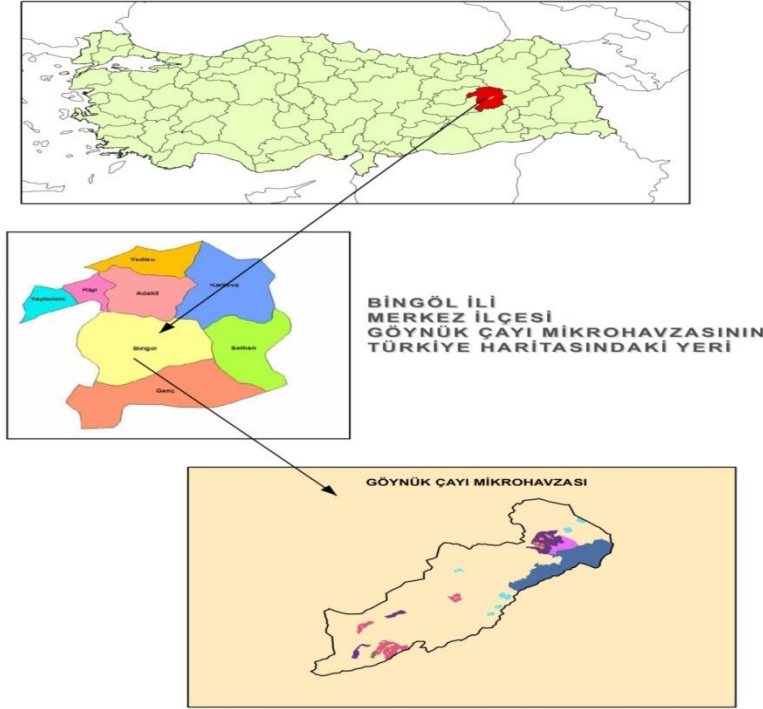 Yedisu
Kiğı
Karlıova
Yayladere
Adaklı
Bingöl
Solhan
Genç
BİNGÖL İLİ
MERKEZ İLÇESİ
GÖYNÜK ÇAYI MİKROHAVZASININ
TÜRKİYE HARİTASINDAKİ YERİ
GÖYNÜK ÇAYI MİKROHAVZASI